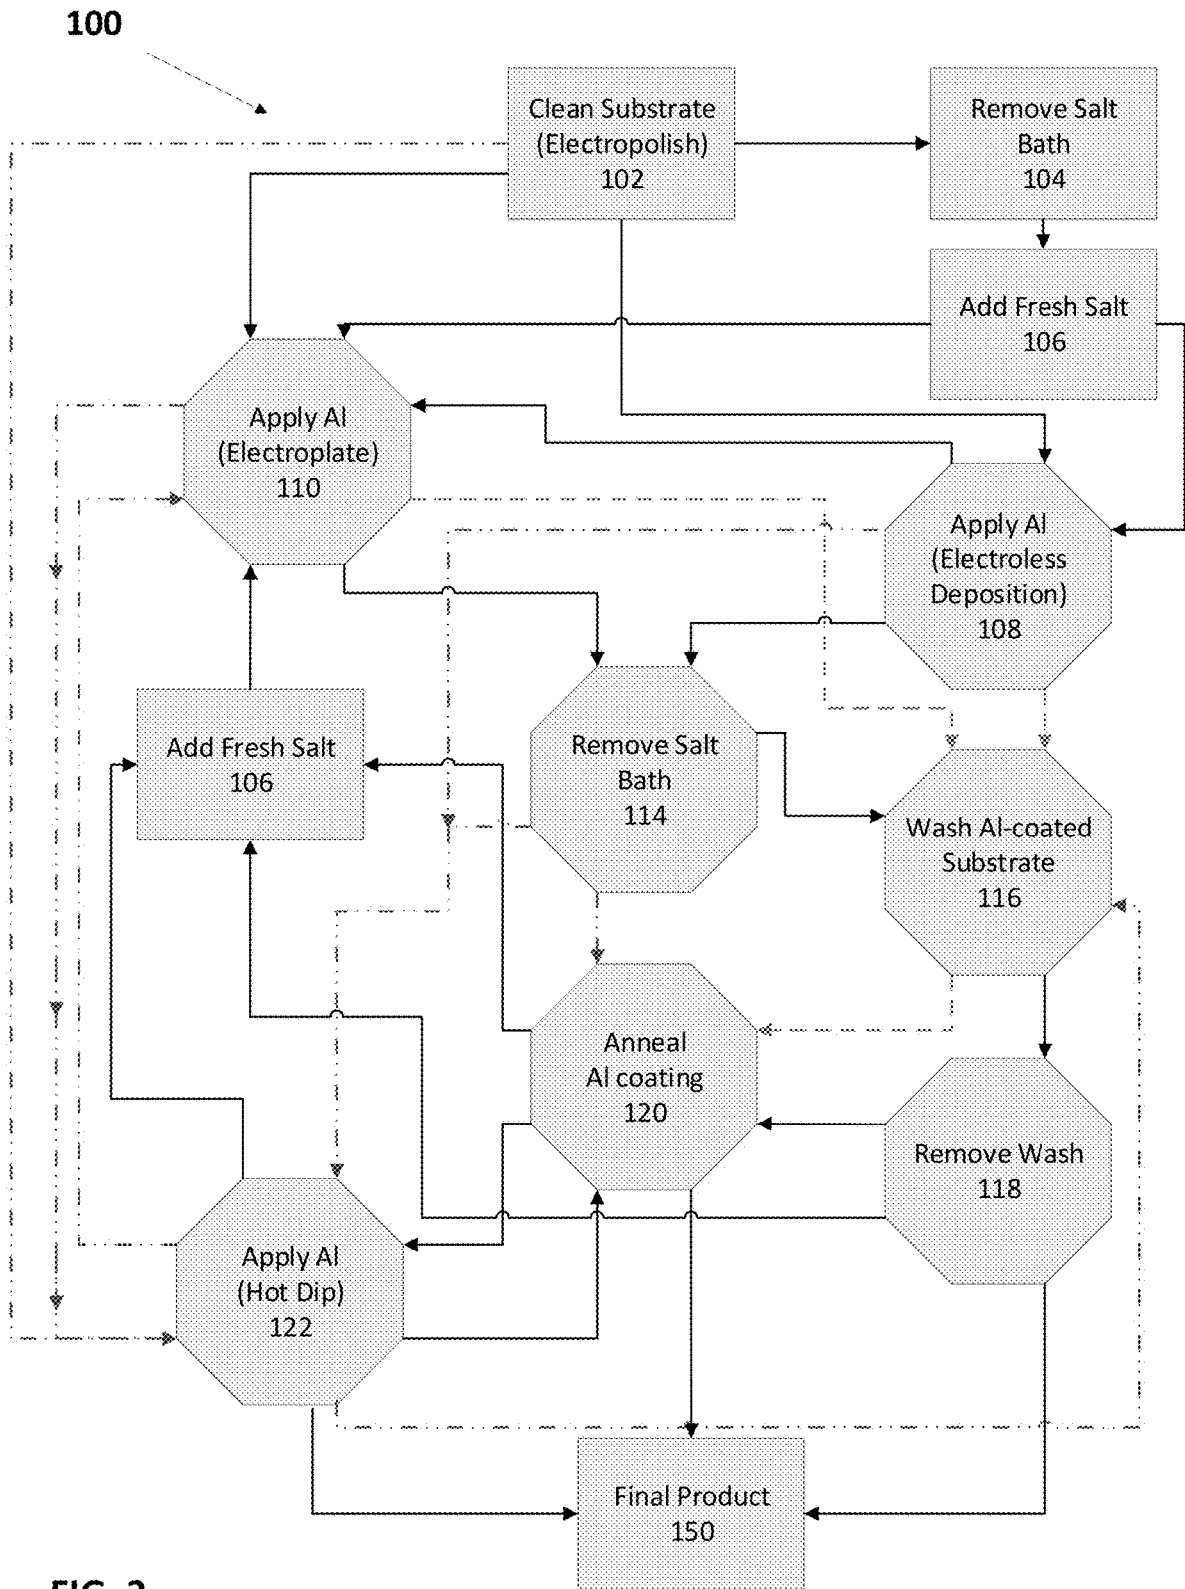 100
Clean Substrate
(Electropolish)
102
Remove Salt
Bath
104
Add Fresh Salt
106
Apply Al
(Electroplate)
110
Apply Al
(Electroless
Deposition)
108
Add Fresh Salt
106
Remove Salt
Bath
114
Wash Al-coated
Substrate
116
Anneal
Al coating
120
Remove Wash
118
Apply Al
(Hot Dip)
122
Final Product
150